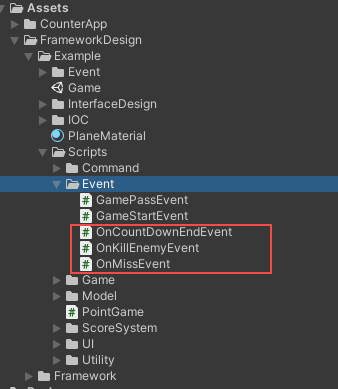 Assets
CounterApp
FrameworkDesign
Example
Event
Game
InterfaceDesign
IOC
PlaneMaterial
Scripts
Command
Event
GamePassEvent
GameStartEvent
OnCountDownEndEvent
OnKillEnemyEvent
OnMissEvent
Game
Model
PointGame
ScoreSystem
UI
Utility
Framework